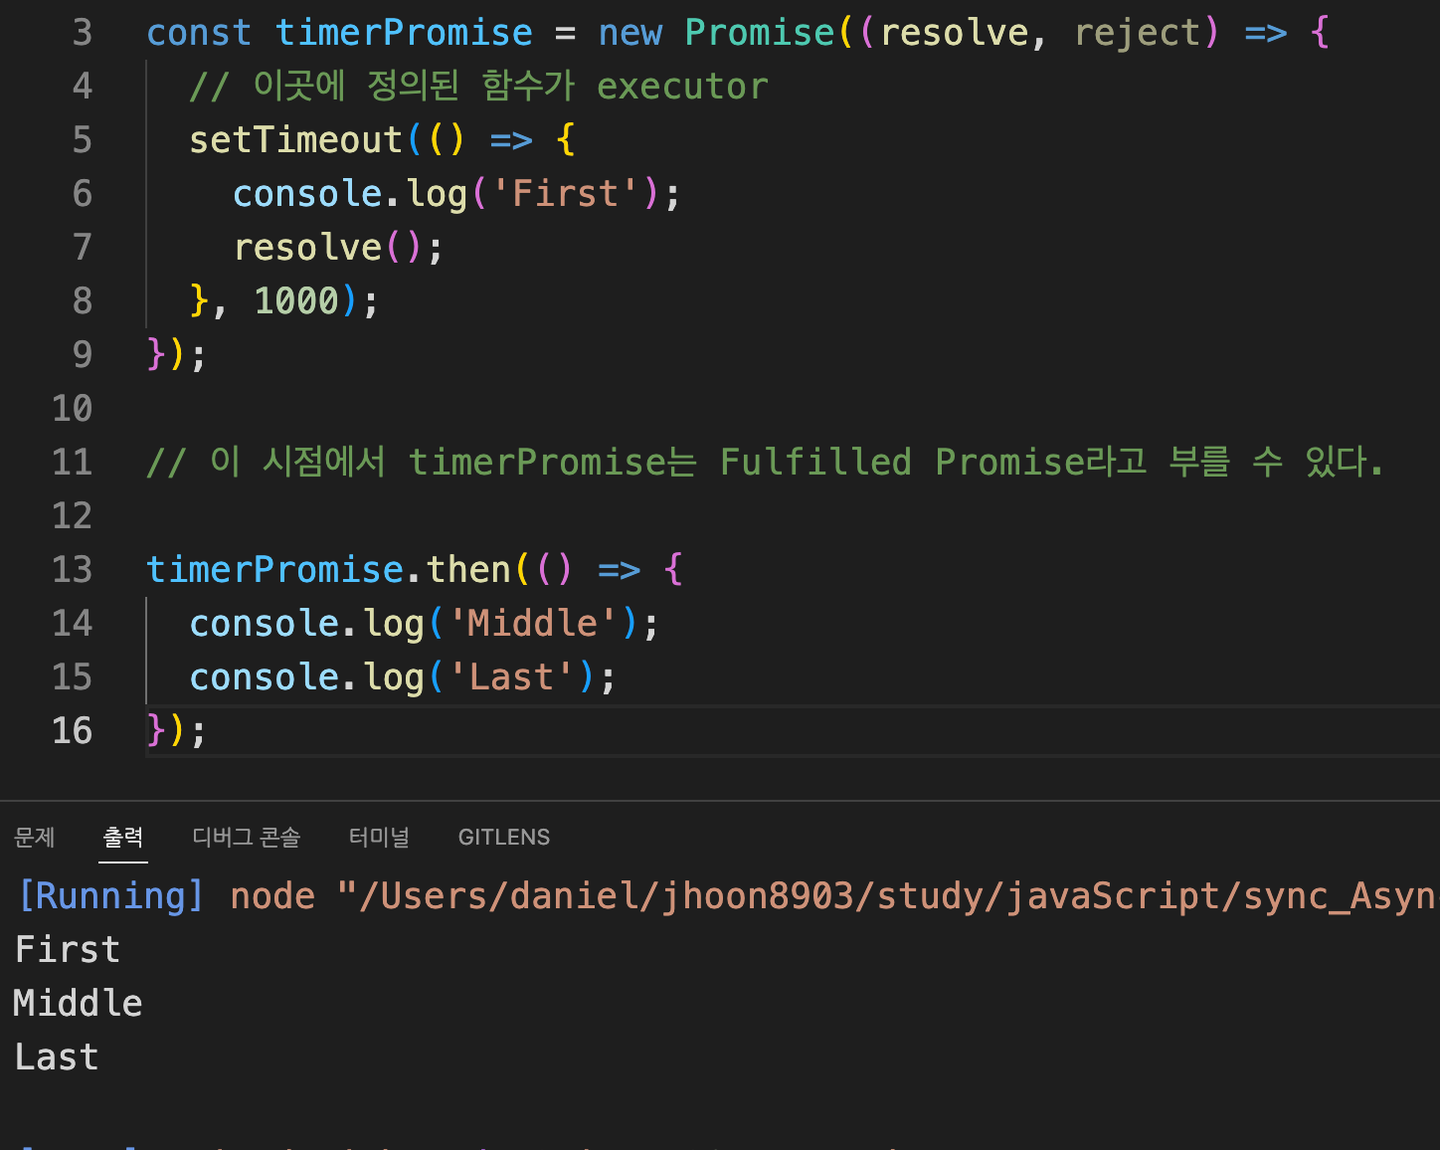 3 const timerPromise = new Promise((resolve, reject) => {
4 // 이곳에 정의된 함수가 executor
5 setTimeout(() => {
6 console.log('First');
7 resolve();
8 }, 1000);
9 });
10
11 // 이 시점에서 timerPromise는 Fulfilled Promise라고 부를 수 있다.
12
13 timerPromise.then(() => {
14 console.log('Middle');
15 console.log('Last');
16 });
문제 출력 디버그 콘솔 터미널 GITLENS
[Running] node "/Users/daniel/jhoon8903/study/javaScript/sync_Asyn
First
Middle
Last